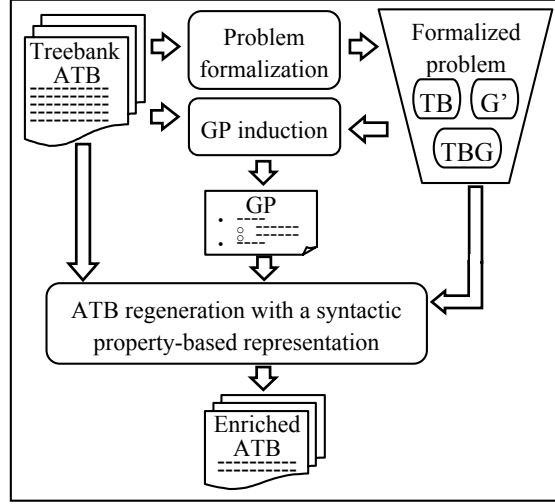 Treebank
ATB
Problem
formalization
Formalized
problem
TB
G’
TBG
GP induction
GP
ATB regeneration with a syntactic
property-based representation
Enriched
ATB